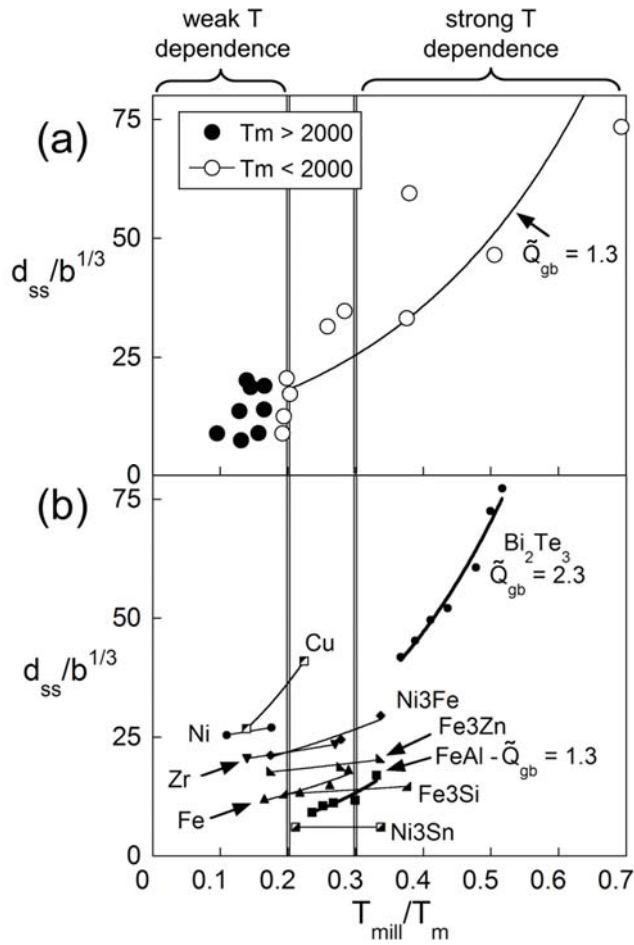 weak T
dependence
strong T
dependence
(a)
75
50
25
0
d_ss/b^1/3
Tm > 2000
Tm < 2000
Q̃_gb = 1.3
(b)
75
50
25
0
d_ss/b^1/3
Bi_2Te_3
Q̃_gb = 2.3
Cu
Ni
Ni3Fe
Fe3Zn
Zr
FeAl - Q̃_gb = 1.3
Fe
Fe3Si
Ni3Sn
0 0.1 0.2 0.3 0.4 0.5 0.6 0.7
T_mill/T_m